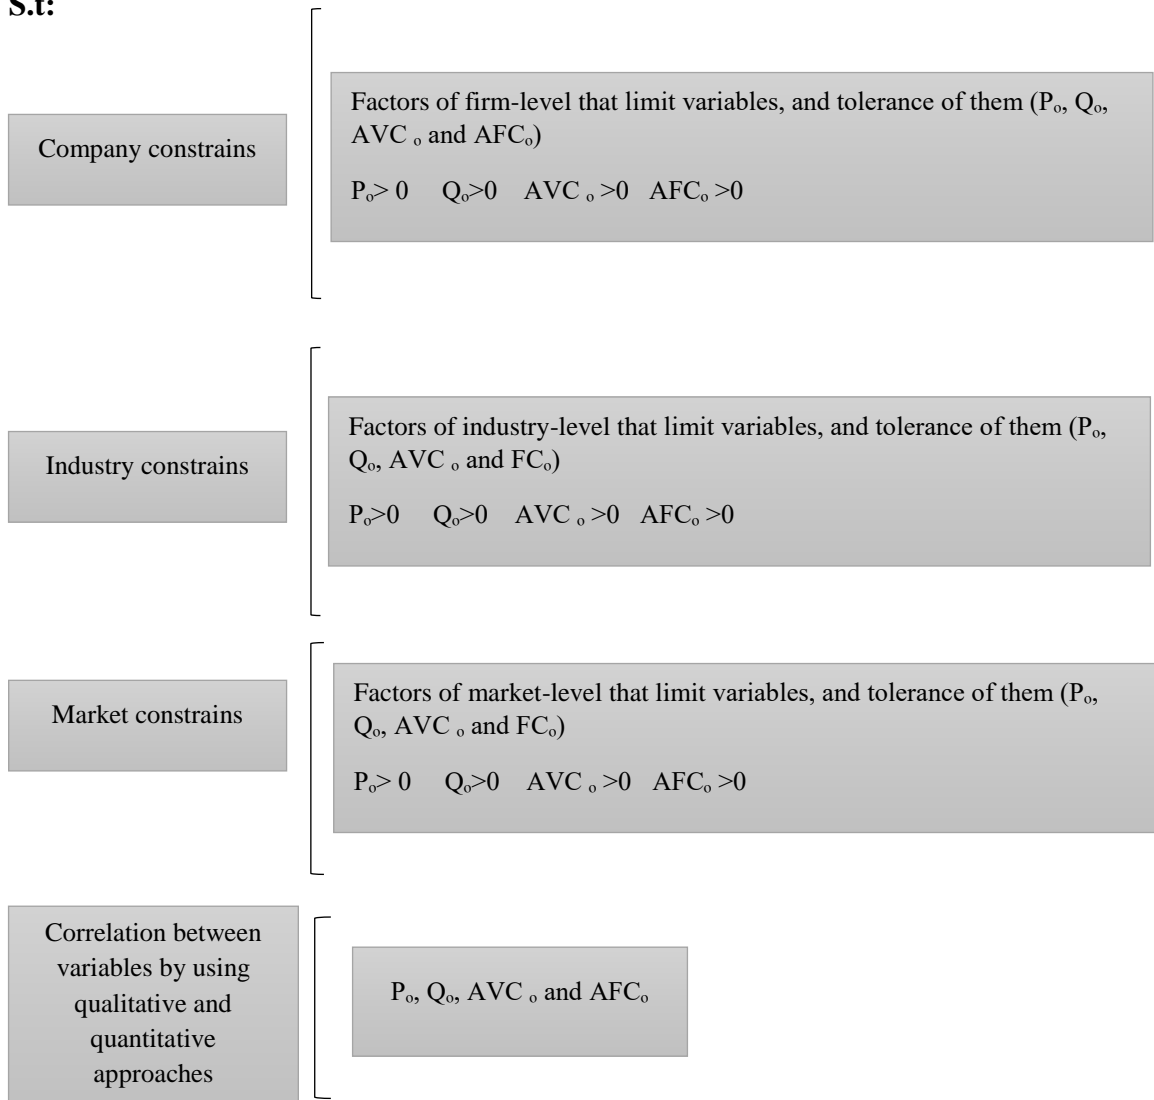 S.t:
Company constrains
Factors of firm-level that limit variables, and tolerance of them (Pₒ, Qₒ,
AVC ₒ and AFCₒ)
Pₒ> 0 Qₒ>0 AVC ₒ >0 AFCₒ >0
Industry constrains
Factors of industry-level that limit variables, and tolerance of them (Pₒ,
Qₒ, AVC ₒ and FCₒ)
Pₒ>0 Qₒ>0 AVC ₒ >0 AFCₒ >0
Market constrains
Factors of market-level that limit variables, and tolerance of them (Pₒ,
Qₒ, AVC ₒ and FCₒ)
Pₒ> 0 Qₒ>0 AVC ₒ >0 AFCₒ >0
Correlation between
variables by using
qualitative and
quantitative
approaches
Pₒ, Qₒ, AVC ₒ and AFCₒ